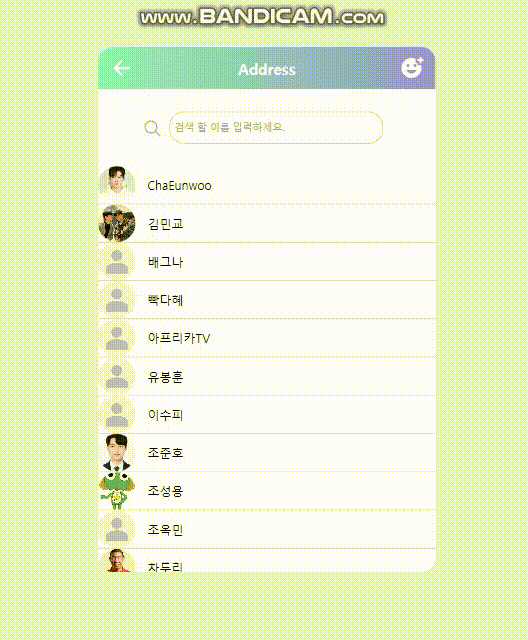 www.BANDICAM.com
Address
검색 할 이름 입력하세요.
ChaEunwoo
김민교
배그나
빡다혜
아프리카TV
유봉훈
이수피
조준호
조성용
조옥민
차두리